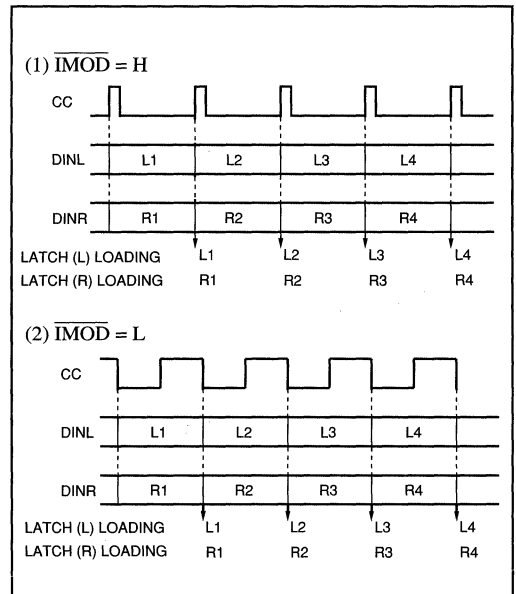 (1) IMOD = H
CC
DINL L1 L2 L3 L4
DINR R1 R2 R3 R4
LATCH (L) LOADING L1 L2 L3 L4
LATCH (R) LOADING R1 R2 R3 R4
(2) IMOD = L
CC
DINL L1 L2 L3 L4
DINR R1 R2 R3 R4
LATCH (L) LOADING L1 L2 L3 L4
LATCH (R) LOADING R1 R2 R3 R4